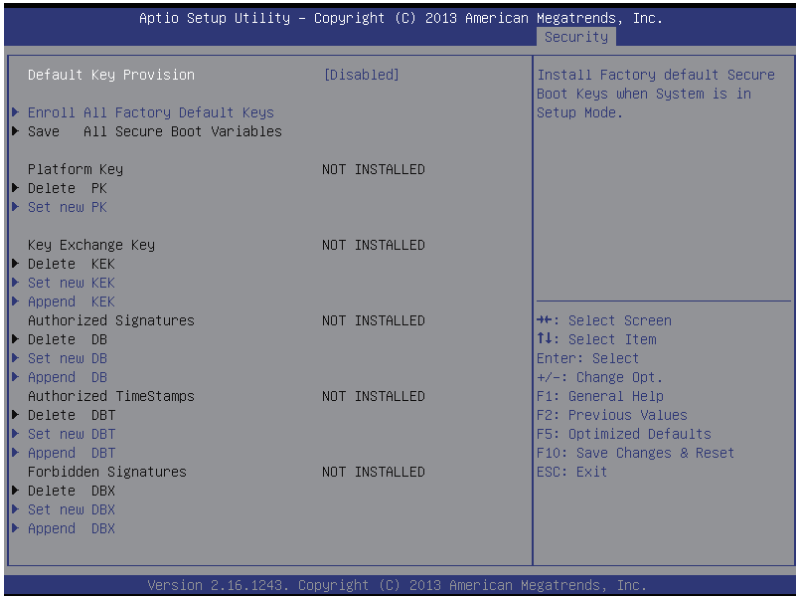 Aptio Setup Utility – Copyright (C) 2013 American Megatrends, Inc.
Security
Default Key Provision [Disabled]
Enroll All Factory Default Keys
Save All Secure Boot Variables
Platform Key NOT INSTALLED
Delete PK
Set new PK
Key Exchange Key NOT INSTALLED
Delete KEK
Set new KEK
Append KEK
Authorized Signatures NOT INSTALLED
Delete DB
Set new DB
Append DB
Authorized TimeStamps NOT INSTALLED
Delete DBT
Set new DBT
Append DBT
Forbidden Signatures NOT INSTALLED
Delete DBX
Set new DBX
Append DBX
Install Factory default Secure
Boot Keys when System is in
Setup Mode.
→←: Select Screen
↑↓: Select Item
Enter: Select
+/-: Change Opt.
F1: General Help
F2: Previous Values
F5: Optimized Defaults
F10: Save Changes & Reset
ESC: Exit
Version 2.16.1243. Copyright (C) 2013 American Megatrends, Inc.